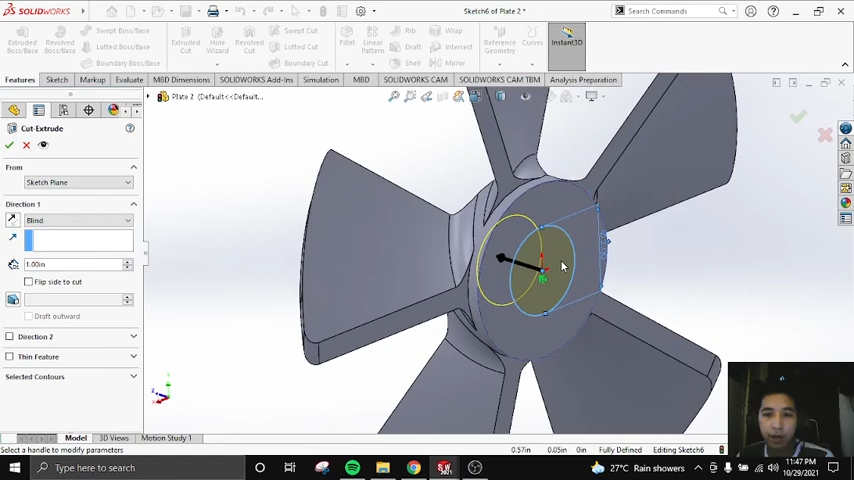 SOLIDWORKS
Sketch6 of Plate 2 *
Search Commands
Extruded Boss/Base
Revolved Boss/Base
Swept Boss/Base
Lofted Boss/Base
Boundary Boss/Base
Extruded Cut
Hole Wizard
Revolved Cut
Swept Cut
Lofted Cut
Boundary Cut
Fillet
Linear Pattern
Rib
Draft
Shell
Wrap
Intersect
Mirror
Reference Geometry
Curves
Instant3D
Features
Sketch
Markup
Evaluate
MBD Dimensions
SOLIDWORKS Add-Ins
Simulation
MBD
SOLIDWORKS CAM
SOLIDWORKS CAM TBM
Analysis Preparation
Plate 2 (Default<<Default...
Cut-Extrude
From
Sketch Plane
Direction 1
Blind
1.00in
Flip side to cut
Draft outward
Direction 2
Thin Feature
Selected Contours
Model
3D Views
Motion Study 1
Select a handle to modify parameters
0.57in
0.05in
0in
Fully Defined
Editing Sketch6
Type here to search
27°C
Rain showers
11:47 PM
10/29/2021